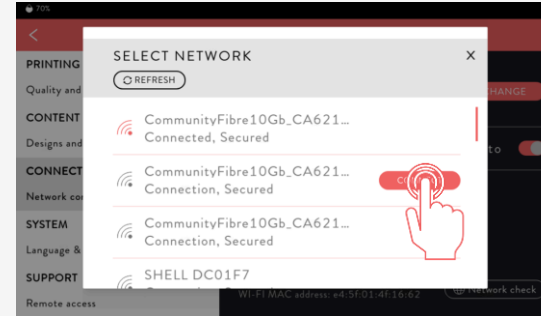 70%
SELECT NETWORK
X
REFRESH
PRINTING
Quality and
CHANGE
CommunityFibre10Gb_CA621...
Connected, Secured
CONTENT
Designs and
to
CONNECT
CommunityFibre10Gb_CA621...
Connection, Secured
Network co
SYSTEM
CommunityFibre10Gb_CA621...
Connection, Secured
Language &
SUPPORT
SHELL DC01F7
Remote access
WI-FI MAC address: e4:5f:01:4f:16:62
Network check